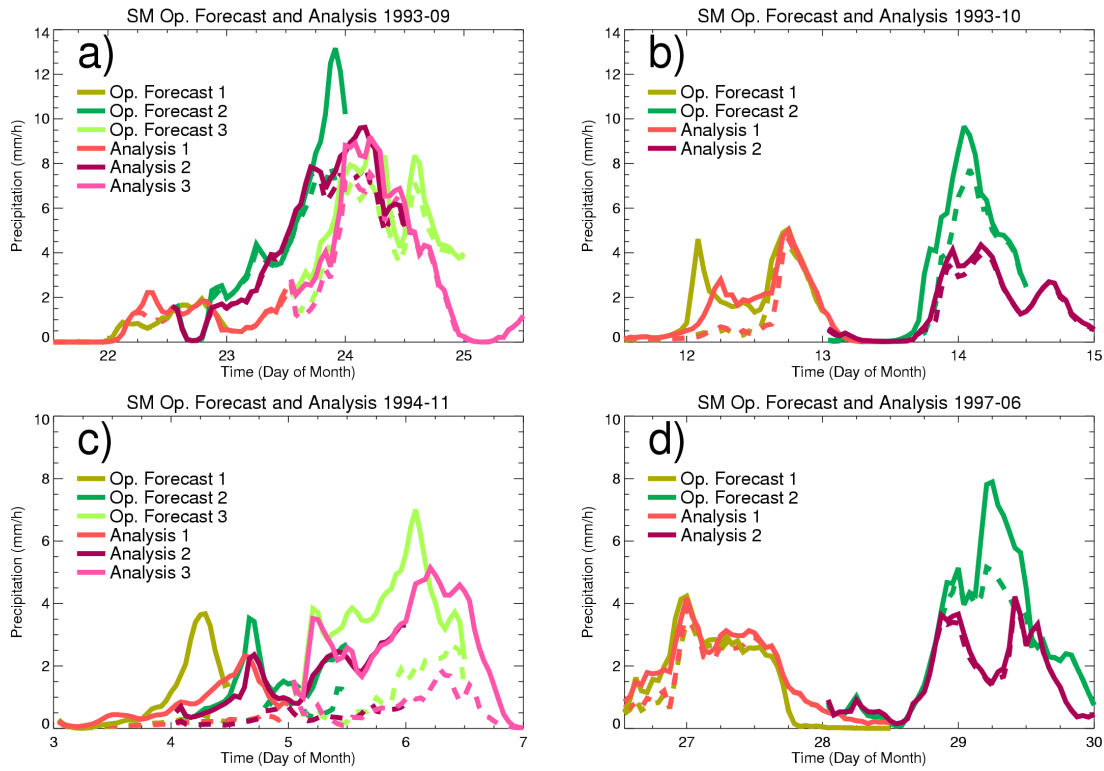 SM Op. Forecast and Analysis 1993-09
a)
14
12
10
8
6
4
2
0
Precipitation (mm/h)
Op. Forecast 1
Op. Forecast 2
Op. Forecast 3
Analysis 1
Analysis 2
Analysis 3
22 23 24 25
Time (Day of Month)
SM Op. Forecast and Analysis 1993-10
b)
14
12
10
8
6
4
2
0
Precipitation (mm/h)
Op. Forecast 1
Op. Forecast 2
Analysis 1
Analysis 2
12 13 14 15
Time (Day of Month)
SM Op. Forecast and Analysis 1994-11
c)
10
8
6
4
2
0
Precipitation (mm/h)
Op. Forecast 1
Op. Forecast 2
Op. Forecast 3
Analysis 1
Analysis 2
Analysis 3
3 4 5 6 7
Time (Day of Month)
SM Op. Forecast and Analysis 1997-06
d)
10
8
6
4
2
0
Precipitation (mm/h)
Op. Forecast 1
Op. Forecast 2
Analysis 1
Analysis 2
27 28 29 30
Time (Day of Month)